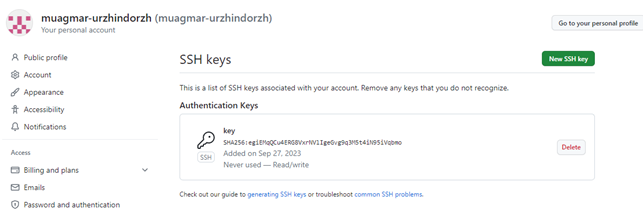 muagmar-urzhindorzh (muagmar-urzhindorzh)
Your personal account
Go to your personal profile
Public profile
Account
Appearance
Accessibility
Notifications
Access
Billing and plans
Emails
Password and authentication
SSH keys
New SSH key
This is a list of SSH keys associated with your account. Remove any keys that you do not recognize.
Authentication Keys
key
SHA256:egiEMqQCu4ERG8VxrNV1IgeGvg9q3M5tAiN95iVqbmo
SSH
Added on Sep 27, 2023
Never used — Read/write
Delete
Check out our guide to generating SSH keys or troubleshoot common SSH problems.